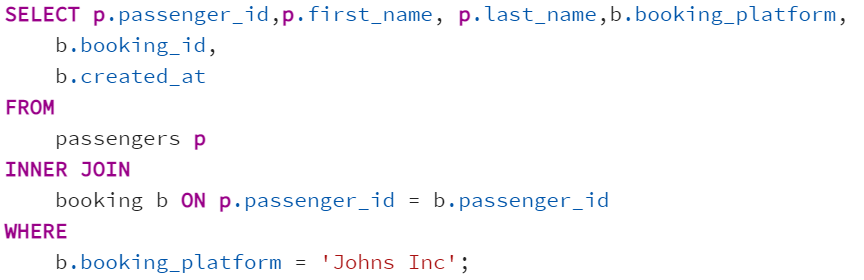 SELECT p.passenger_id,p.first_name, p.last_name,b.booking_platform,
    b.booking_id,
    b.created_at
FROM
    passengers p
INNER JOIN
    booking b ON p.passenger_id = b.passenger_id
WHERE
    b.booking_platform = 'Johns Inc';